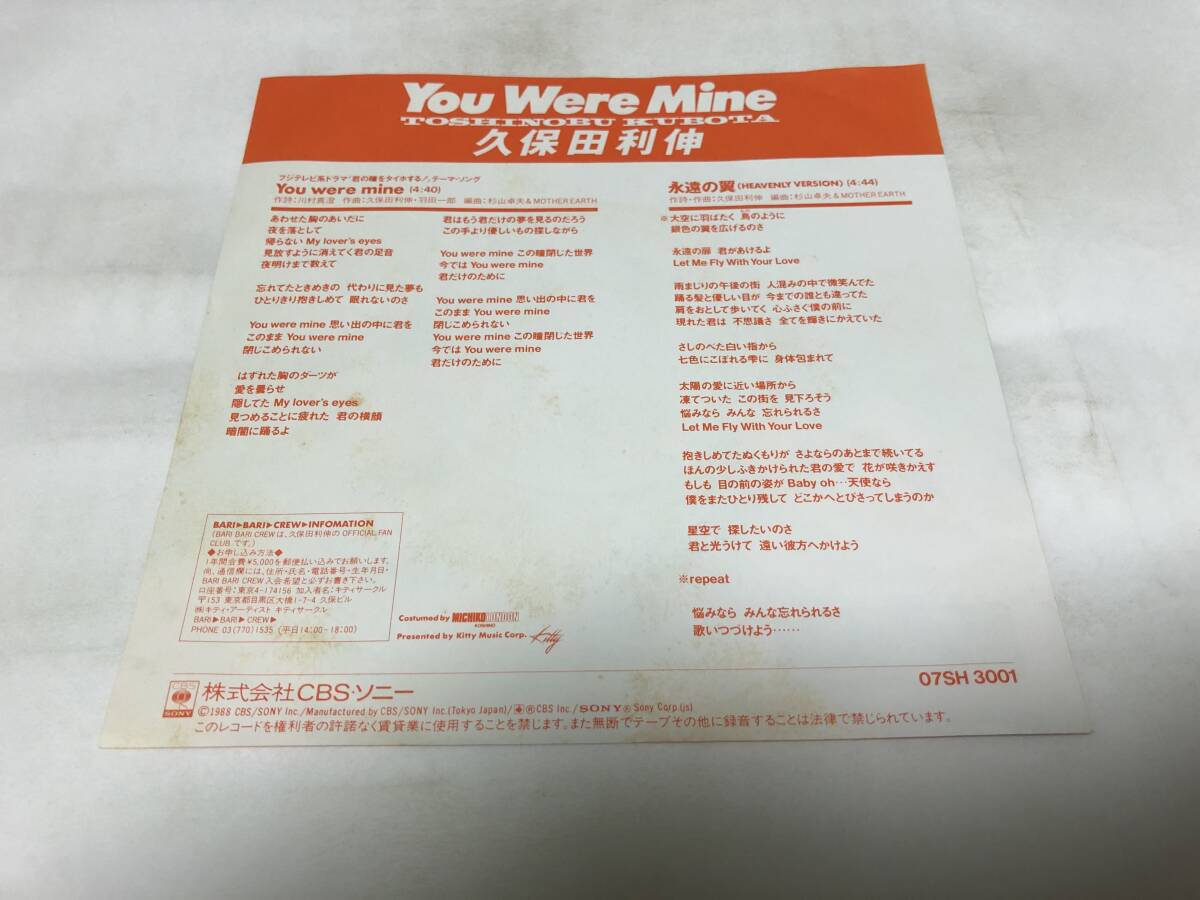 You Were Mine
TOSHINOBU KUBOTA
久保田利伸
フジテレビ系ドラマ「君の瞳をタイホする!」テーマ・ソング
You were mine (4:40)
作詩:川村真澄 作曲:久保田利伸・羽田一郎 編曲:杉山卓夫&MOTHER EARTH
あわせた胸のあいだに
夜を落として
帰らない My lover's eyes
見放すように消えてく君の足音
夜明けまで数えて
忘れてたときめきの 代わりに見た夢も
ひとりきり抱きしめて 眠れないのさ
You were mine 思い出の中に君を
このまま You were mine
閉じこめられない
はずれた胸のダーツが
愛を曇らせ
隠してた My lover's eyes
見つめることに疲れた 君の横顔
暗闇に踊るよ
君はもう君だけの夢を見るのだろう
この手より優しいもの探しながら
You were mine この瞳閉じた世界
今では You were mine
君だけのために
You were mine 思い出の中に君を
このまま You were mine
閉じこめられない
You were mine この瞳閉じた世界
今では You were mine
君だけのために
永遠の翼 (HEAVENLY VERSION) (4:44)
作詩・作曲:久保田利伸 編曲:杉山卓夫&MOTHER EARTH
※大空に羽ばたく 鳥のように
銀色の翼を広げるのさ
永遠の扉 君があけるよ
Let Me Fly With Your Love
雨まじりの午後の街 人混みの中で微笑んでた
踊る髪と優しい目が 今までの誰とも違ってた
肩をおとして歩いてく 心ふさぐ僕の前に
現れた君は 不思議さ 全てを輝きにかえていた
さしのべた白い指から
七色にこぼれる雫に 身体包まれて
太陽の愛に近い場所から
凍てついた この街を 見下ろそう
悩みなら みんな 忘れられるさ
Let Me Fly With Your Love
抱きしめてたぬくもりが さよならのあとまで続いてる
ほんの少しふきかけられた君の愛で 花が咲きかえす
もしも 目の前の姿が Baby oh…天使なら
僕をまたひとり残して どこかへとびさってしまうのか
星空で 探したいのさ
君と光うけて 遠い彼方へかけよう
※repeat
悩みなら みんな忘れられるさ
歌いつづけよう……
BARI▶BARI▶CREW▶INFOMATION
(BARI BARI CREWは、久保田利伸の OFFICIAL FAN
CLUB.です。)
◆お申し込み方法◆
1年間会費¥5,000を郵便払い込みでお願いします。
尚、通信欄には、住所・氏名・電話番号・生年月日・
BARI BARI CREW 入会希望と必ずお書き下さい。
口座番号:東京4-174156 加入者名:キティサークル
〒153 東京都目黒区大橋1-7-4 久保ビル
㈱キティ・アーティスト キティサークル
BARI▶BARI▶CREW▶
PHONE 03(770)1535 (平日14:00-18:00)
Costumed by MICHIKO LONDON
KOSHINO
Presented by Kitty Music Corp. Kitty
CBS
SONY
株式会社CBS・ソニー
07SH 3001
©1988 CBS/SONY Inc./Manufactured by CBS/SONY Inc.(Tokyo Japan)/®CBS Inc./SONY® Sony Corp.(js)
このレコードを権利者の許諾なく賃貸業に使用することを禁じます。また無断でテープその他に録音することは法律で禁じられています。